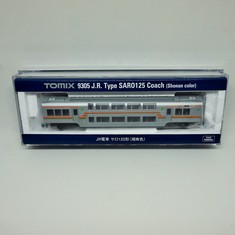 TOMIX 9305 J.R. Type SARO125 Coach (Shonan color)
JR電車 サロ125形(湘南色)